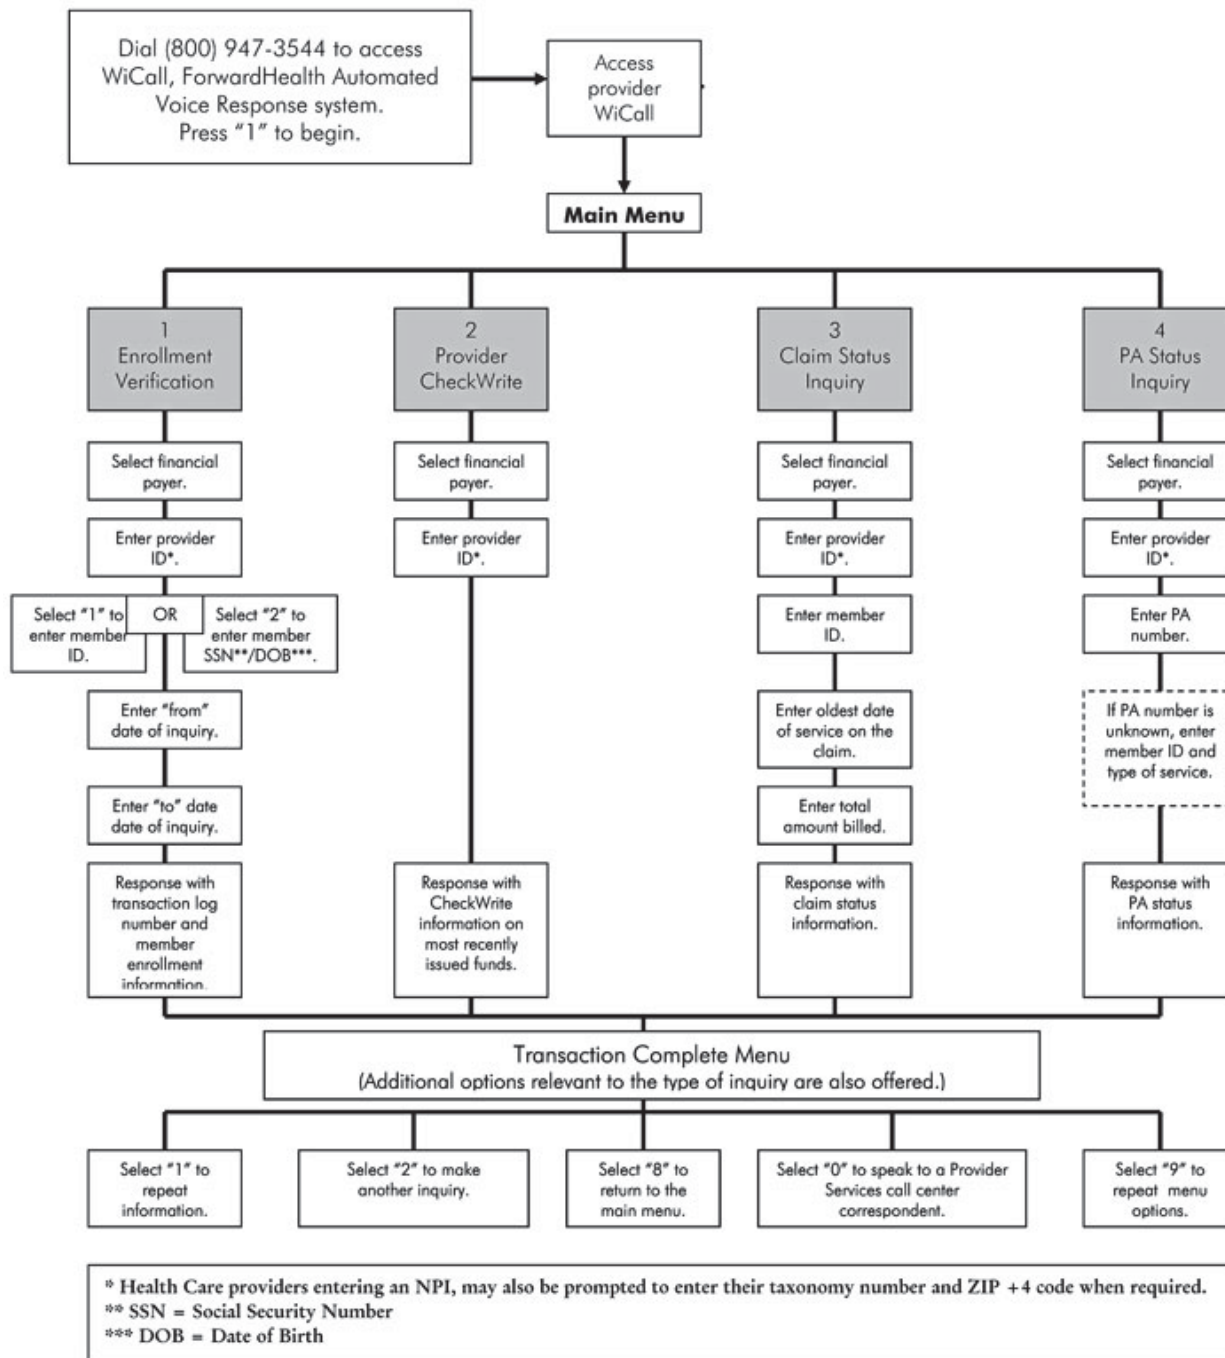 Dial (800) 947-3544 to access
WiCall, ForwardHealth Automated
Voice Response system.
Press “1” to begin.
Access
provider
WiCall
Main Menu
1
Enrollment
Verification
2
Provider
CheckWrite
3
Claim Status
Inquiry
4
PA Status
Inquiry
Select financial
payer.
Select financial
payer.
Select financial
payer.
Select financial
payer.
Enter provider
ID*.
Enter provider
ID*.
Enter provider
ID*.
Enter provider
ID*.
Select “1” to
enter member
ID.
OR
Select “2” to
enter member
SSN**/DOB***.
Enter member
ID.
Enter PA
number.
Enter “from”
date of inquiry.
Enter oldest date
of service on the
claim.
If PA number is
unknown, enter
member ID and
type of service.
Enter “to” date
date of inquiry.
Enter total
amount billed.
Response with
transaction log
number and
member
enrollment
information.
Response with
CheckWrite
information on
most recently
issued funds.
Response with
claim status
information.
Response with
PA status
information.
Transaction Complete Menu
(Additional options relevant to the type of inquiry are also offered.)
Select “1” to
repeat
information.
Select “2” to make
another inquiry.
Select “8” to
return to the
main menu.
Select “0” to speak to a Provider
Services call center
correspondent.
Select “9” to
repeat menu
options.
* Health Care providers entering an NPI, may also be prompted to enter their taxonomy number and ZIP +4 code when required.
** SSN = Social Security Number
*** DOB = Date of Birth